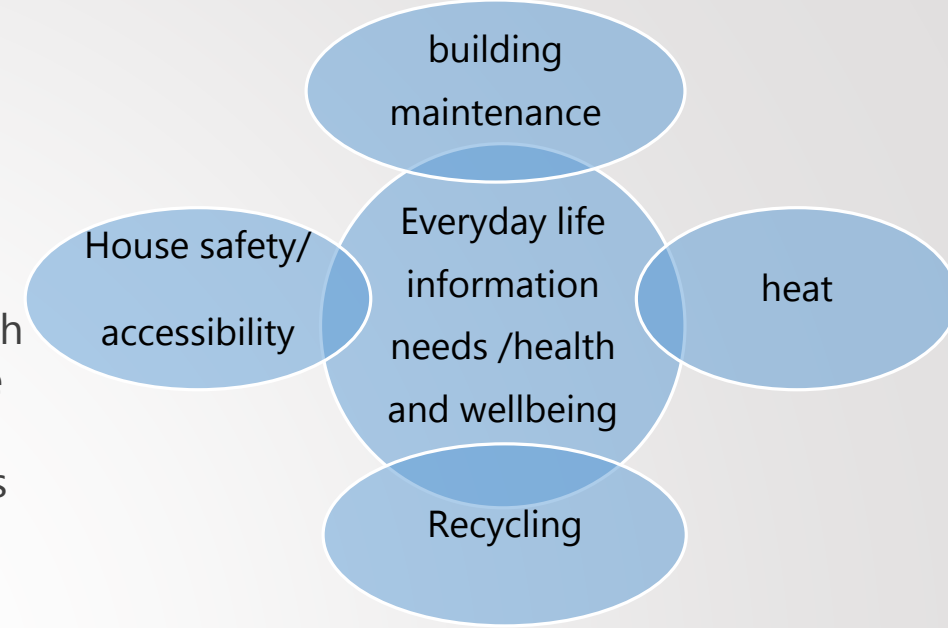 building
maintenance
House safety/
accessibility
Everyday life
information
needs /health
and wellbeing
heat
Recycling